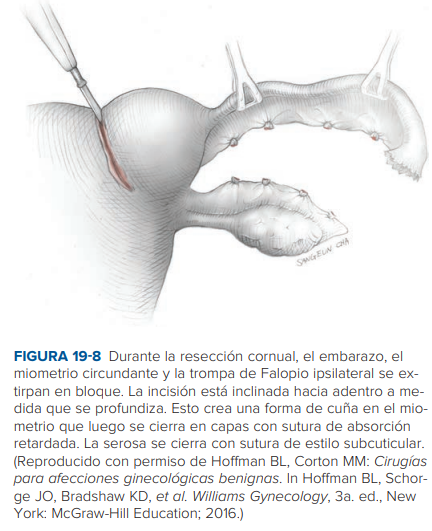 SANGEUN CHA
FIGURA 19-8 Durante la resección cornual, el embarazo, el
miometrio circundante y la trompa de Falopio ipsilateral se ex-
tirpan en bloque. La incisión está inclinada hacia adentro a me-
dida que se profundiza. Esto crea una forma de cuña en el mio-
metrio que luego se cierra en capas con sutura de absorción
retardada. La serosa se cierra con sutura de estilo subcuticular.
(Reproducido con permiso de Hoffman BL, Corton MM: Cirugías
para afecciones ginecológicas benignas. In Hoffman BL, Schor-
ge JO, Bradshaw KD, et al. Williams Gynecology, 3a. ed., New
York: McGraw-Hill Education; 2016.)